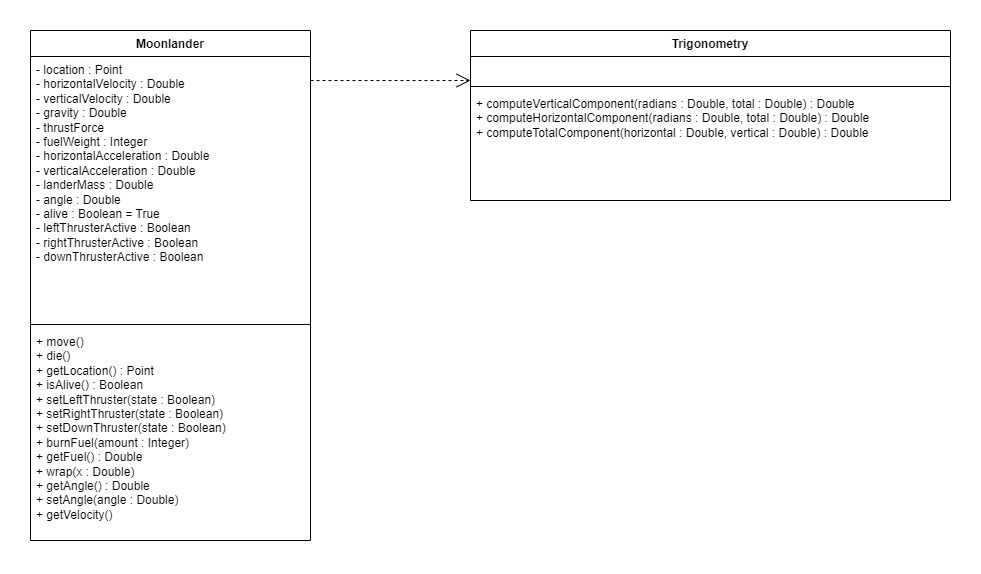 Moonlander
- location : Point
- horizontalVelocity : Double
- verticalVelocity : Double
- gravity : Double
- thrustForce
- fuelWeight : Integer
- horizontalAcceleration : Double
- verticalAcceleration : Double
- landerMass : Double
- angle : Double
- alive : Boolean = True
- leftThrusterActive : Boolean
- rightThrusterActive : Boolean
- downThrusterActive : Boolean
+ move()
+ die()
+ getLocation() : Point
+ isAlive() : Boolean
+ setLeftThruster(state : Boolean)
+ setRightThruster(state : Boolean)
+ setDownThruster(state : Boolean)
+ burnFuel(amount : Integer)
+ getFuel() : Double
+ wrap(x : Double)
+ getAngle() : Double
+ setAngle(angle : Double)
+ getVelocity()
Trigonometry
+ computeVerticalComponent(radians : Double, total : Double) : Double
+ computeHorizontalComponent(radians : Double, total : Double) : Double
+ computeTotalComponent(horizontal : Double, vertical : Double) : Double